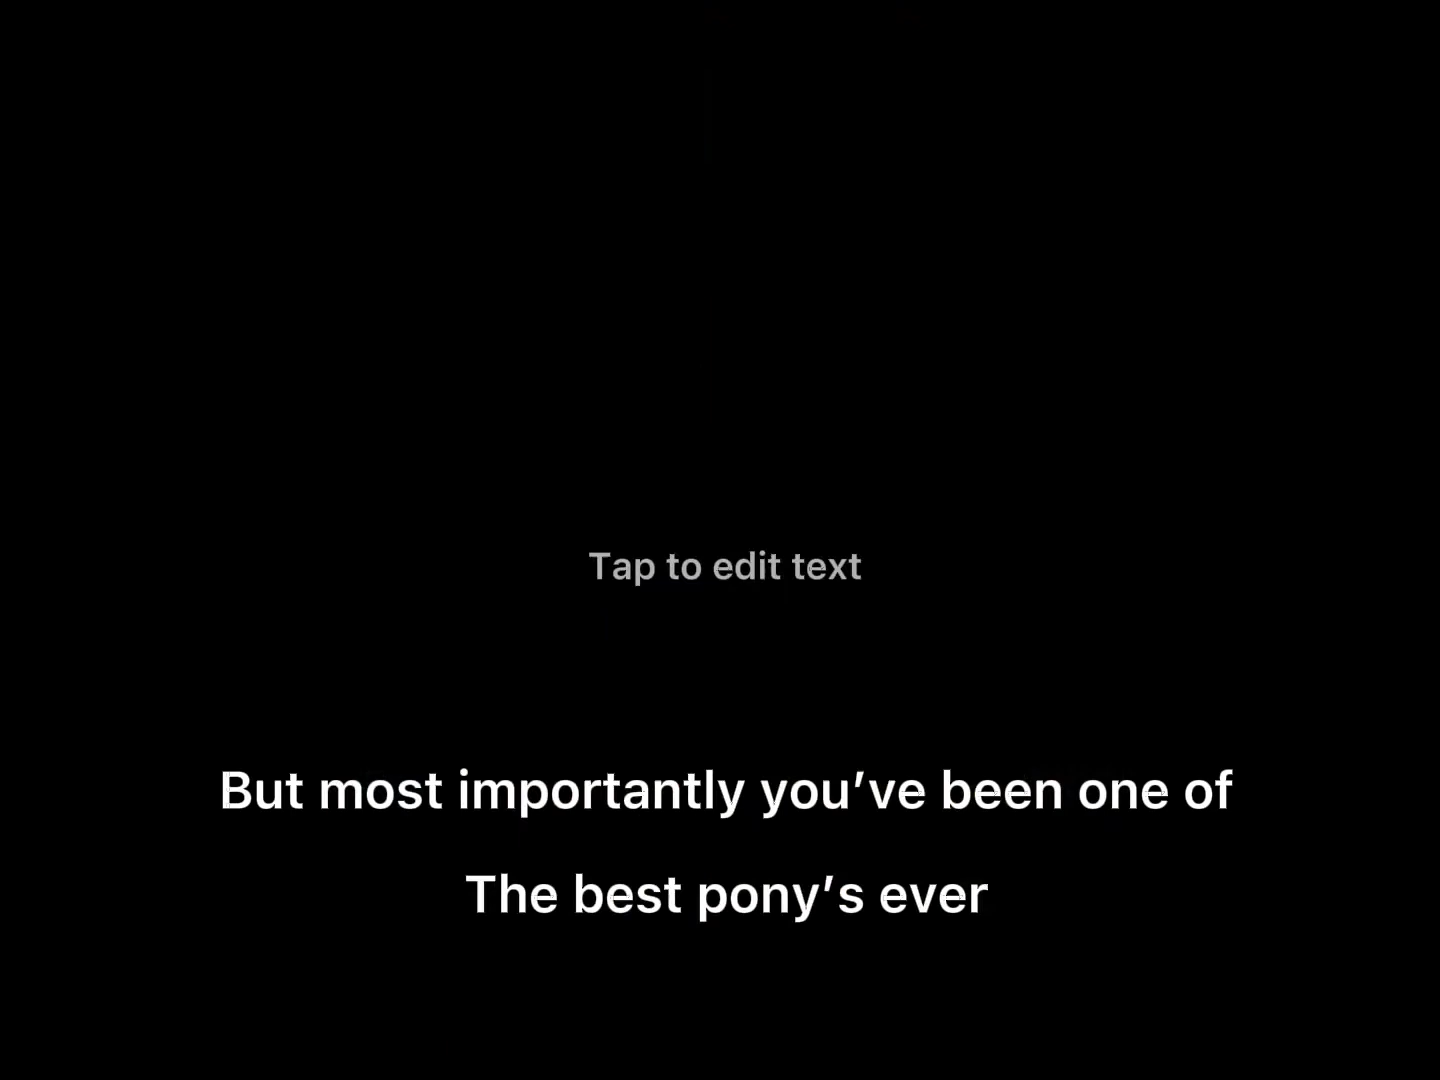 Tap to edit text
But most importantly you’ve been one of
The best pony’s ever